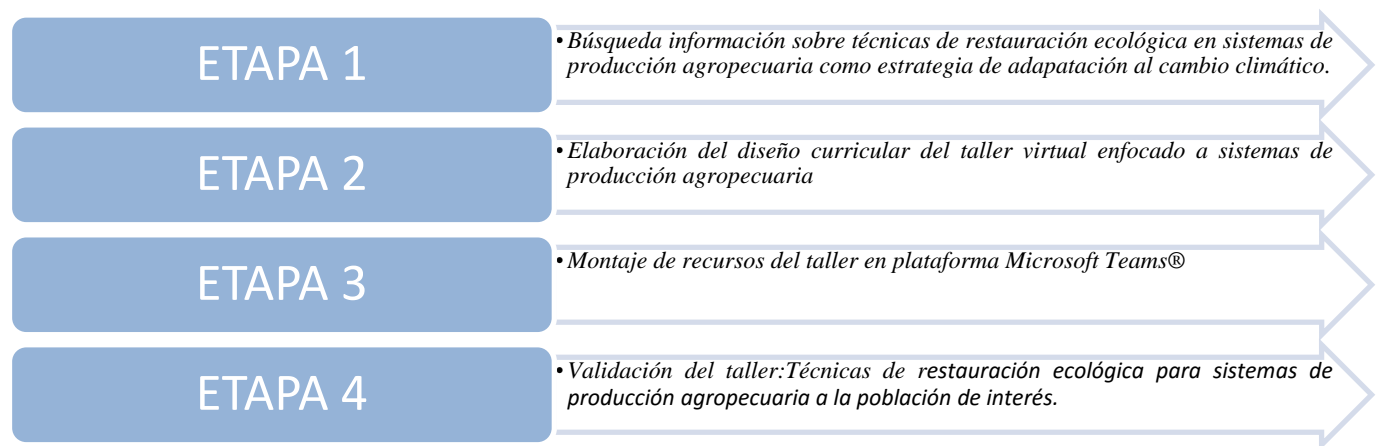 ETAPA 1
• Búsqueda información sobre técnicas de restauración ecológica en sistemas de
producción agropecuaria como estrategia de adapatación al cambio climático.
ETAPA 2
• Elaboración del diseño curricular del taller virtual enfocado a sistemas de
producción agropecuaria
ETAPA 3
• Montaje de recursos del taller en plataforma Microsoft Teams®
ETAPA 4
• Validación del taller:Técnicas de restauración ecológica para sistemas de
producción agropecuaria a la población de interés.